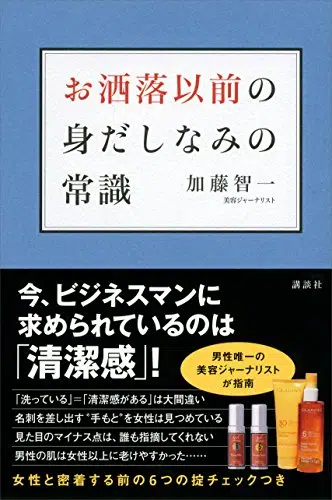 お洒落以前の
身だしなみの
常識
加藤智一
美容ジャーナリスト
講談社
今、ビジネスマンに
求められているのは
「清潔感」!
男性唯一の
美容ジャーナリスト
が指南
「洗っている」=「清潔感がある」は大間違い
名刺を差し出す“手もと”を女性は見つめている
見た目のマイナス点は、誰も指摘してくれない
男性の肌は女性以上に老けやすかった……
女性と密着する前の6つの掟チェックつき
CLARINS